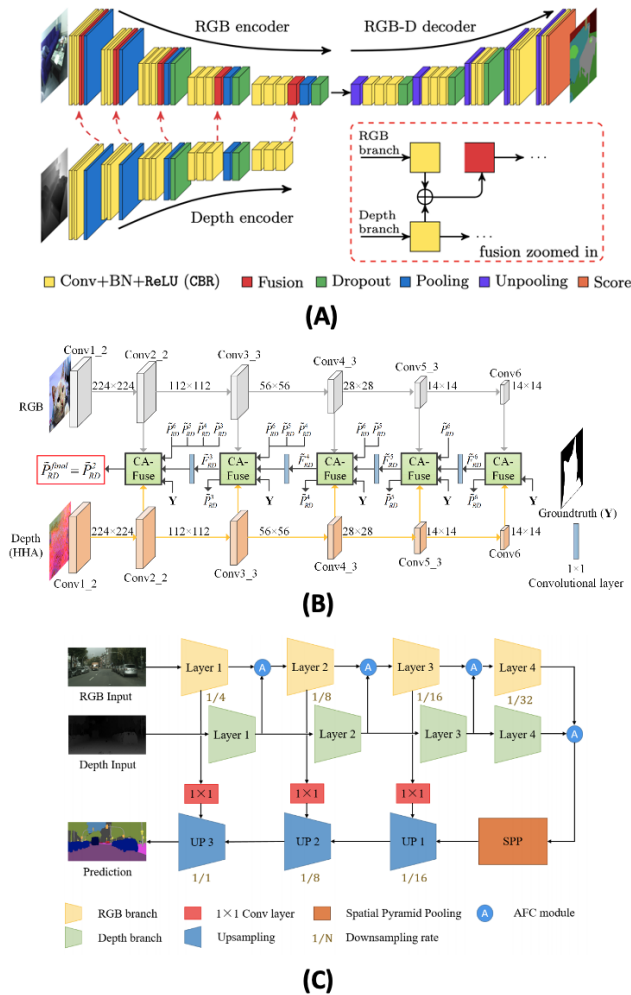 RGB encoder
RGB-D decoder
Depth encoder
RGB
branch
Depth
branch
fusion zoomed in
Conv+BN+ReLU (CBR) Fusion Dropout Pooling Unpooling Score
(A)
Conv1_2 Conv2_2 Conv3_3 Conv4_3 Conv5_3 Conv6
224×224 112×112 56×56 28×28 14×14 14×14
RGB
CA-Fuse CA-Fuse CA-Fuse CA-Fuse CA-Fuse
Y Y Y Y Y
Groundtruth (Y)
Depth
(HHA)
224×224 112×112 56×56 28×28 14×14 14×14
Conv1_2 Conv2_2 Conv3_3 Conv4_3 Conv5_3 Conv6
1×1
Convolutional layer
(B)
Layer 1 A Layer 2 A Layer 3 A Layer 4
RGB Input
1/4 1/8 1/16 1/32
Layer 1 Layer 2 Layer 3 Layer 4 A
Depth Input
1×1 1×1 1×1
UP 3 UP 2 UP 1 SPP
Prediction
1/1 1/8 1/16
RGB branch 1×1 Conv layer Spatial Pyramid Pooling A AFC module
Depth branch Upsampling 1/N Downsampling rate
(C)